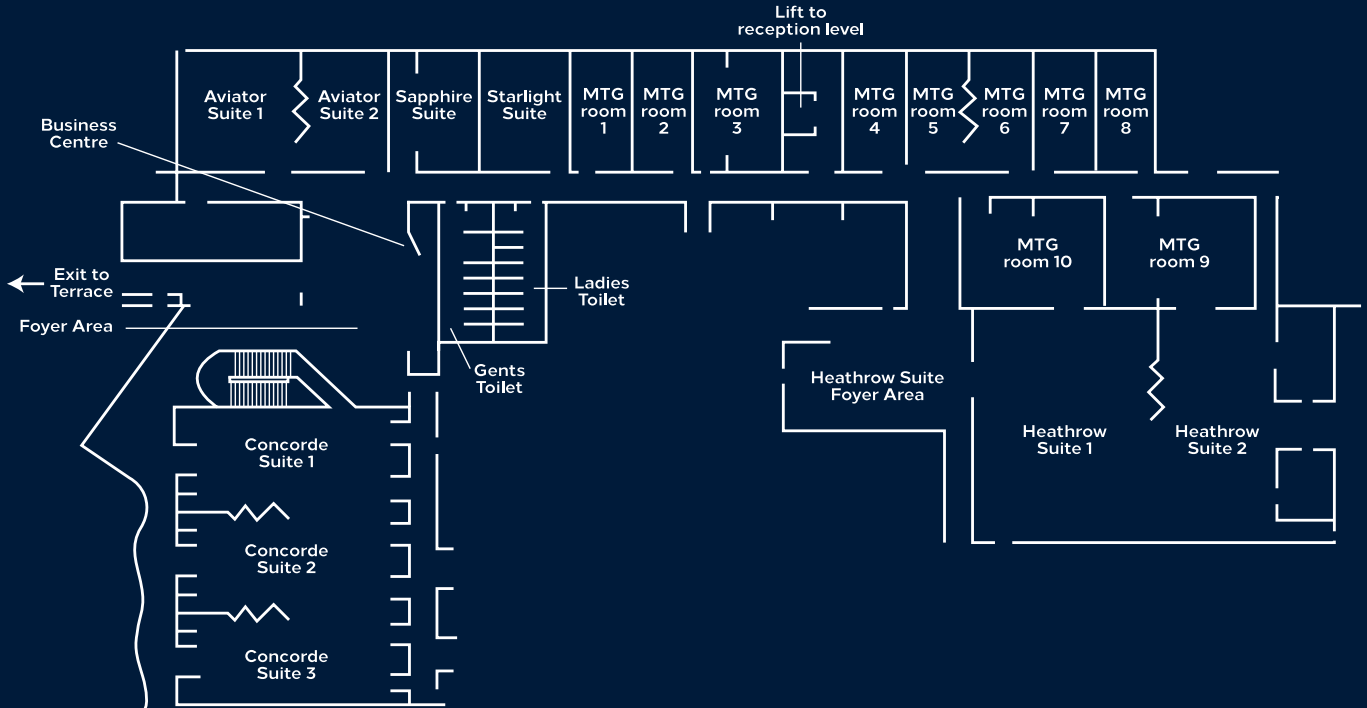 Lift to
reception level
Aviator
Suite 1
Aviator
Suite 2
Sapphire
Suite
Starlight
Suite
MTG
room
1
MTG
room
2
MTG
room
3
MTG
room
4
MTG
room
5
MTG
room
6
MTG
room
7
MTG
room
8
Business
Centre
MTG
room 10
MTG
room 9
Exit to
Terrace
Ladies
Toilet
Foyer Area
Gents
Toilet
Heathrow Suite
Foyer Area
Concorde
Suite 1
Heathrow
Suite 1
Heathrow
Suite 2
Concorde
Suite 2
Concorde
Suite 3